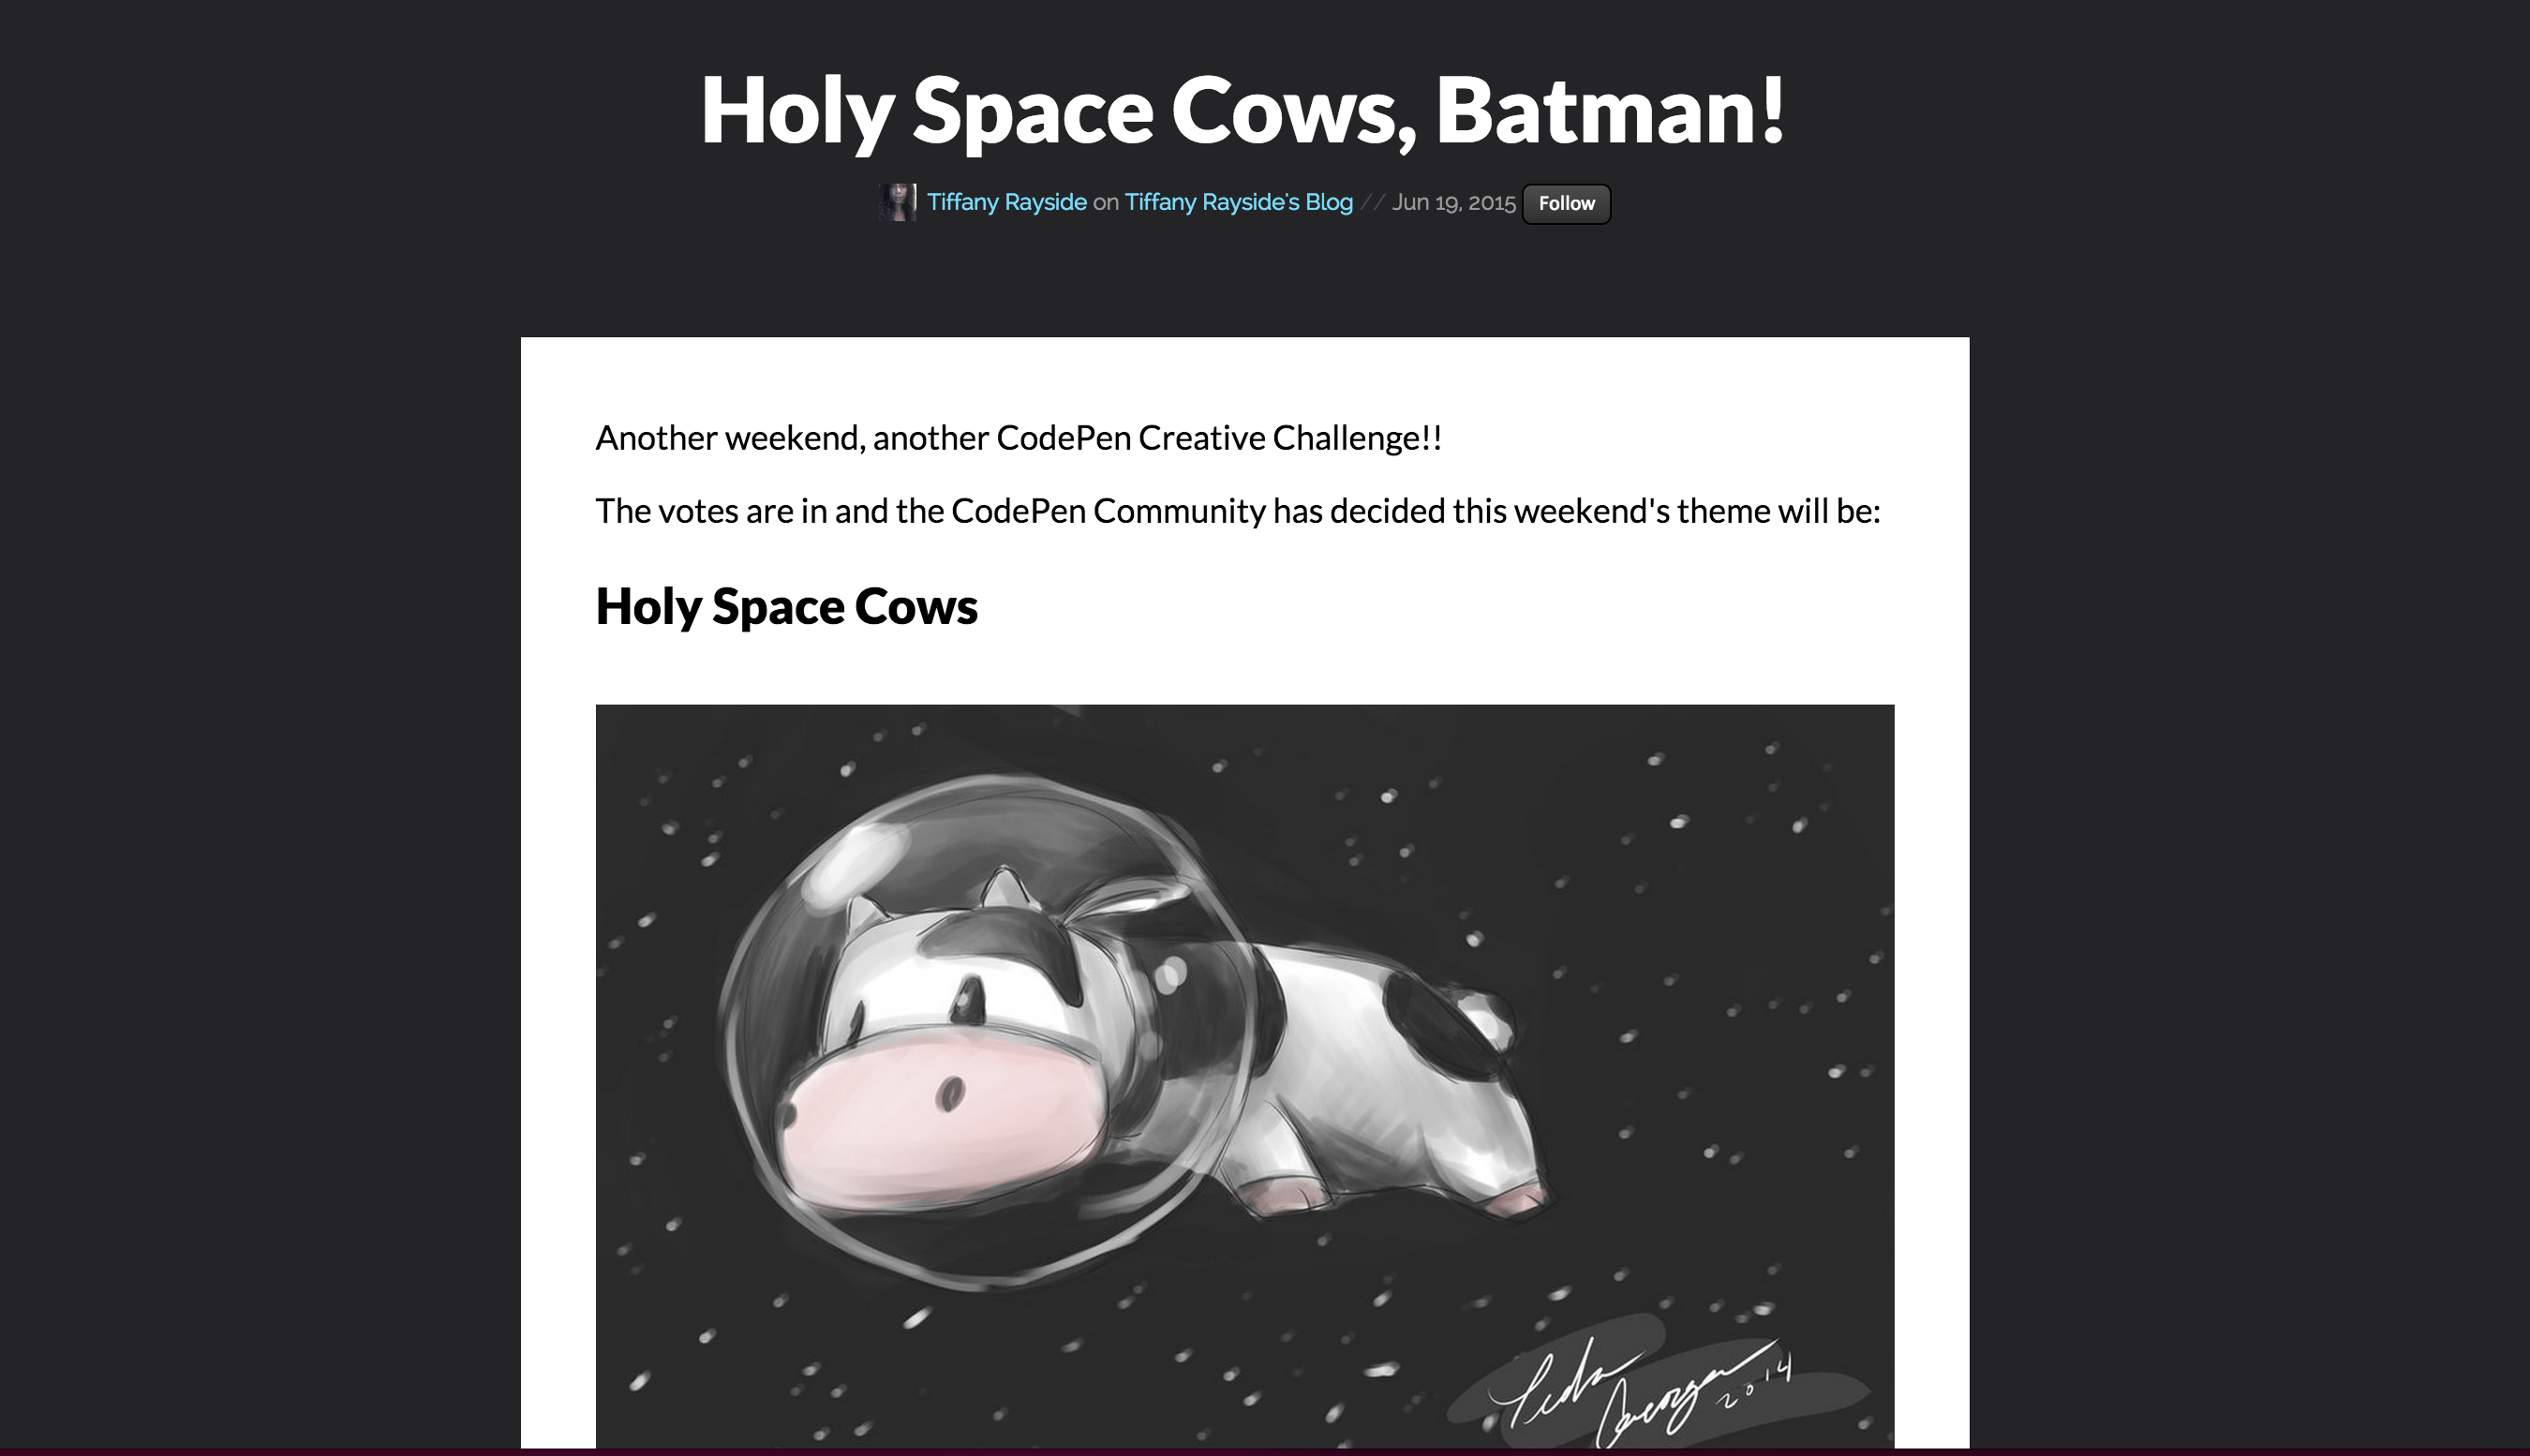 Holy Space Cows, Batman!
Tiffany Rayside on Tiffany Rayside's Blog // Jun 19, 2015 Follow
Another weekend, another CodePen Creative Challenge!!
The votes are in and the CodePen Community has decided this weekend's theme will be:
Holy Space Cows
2014